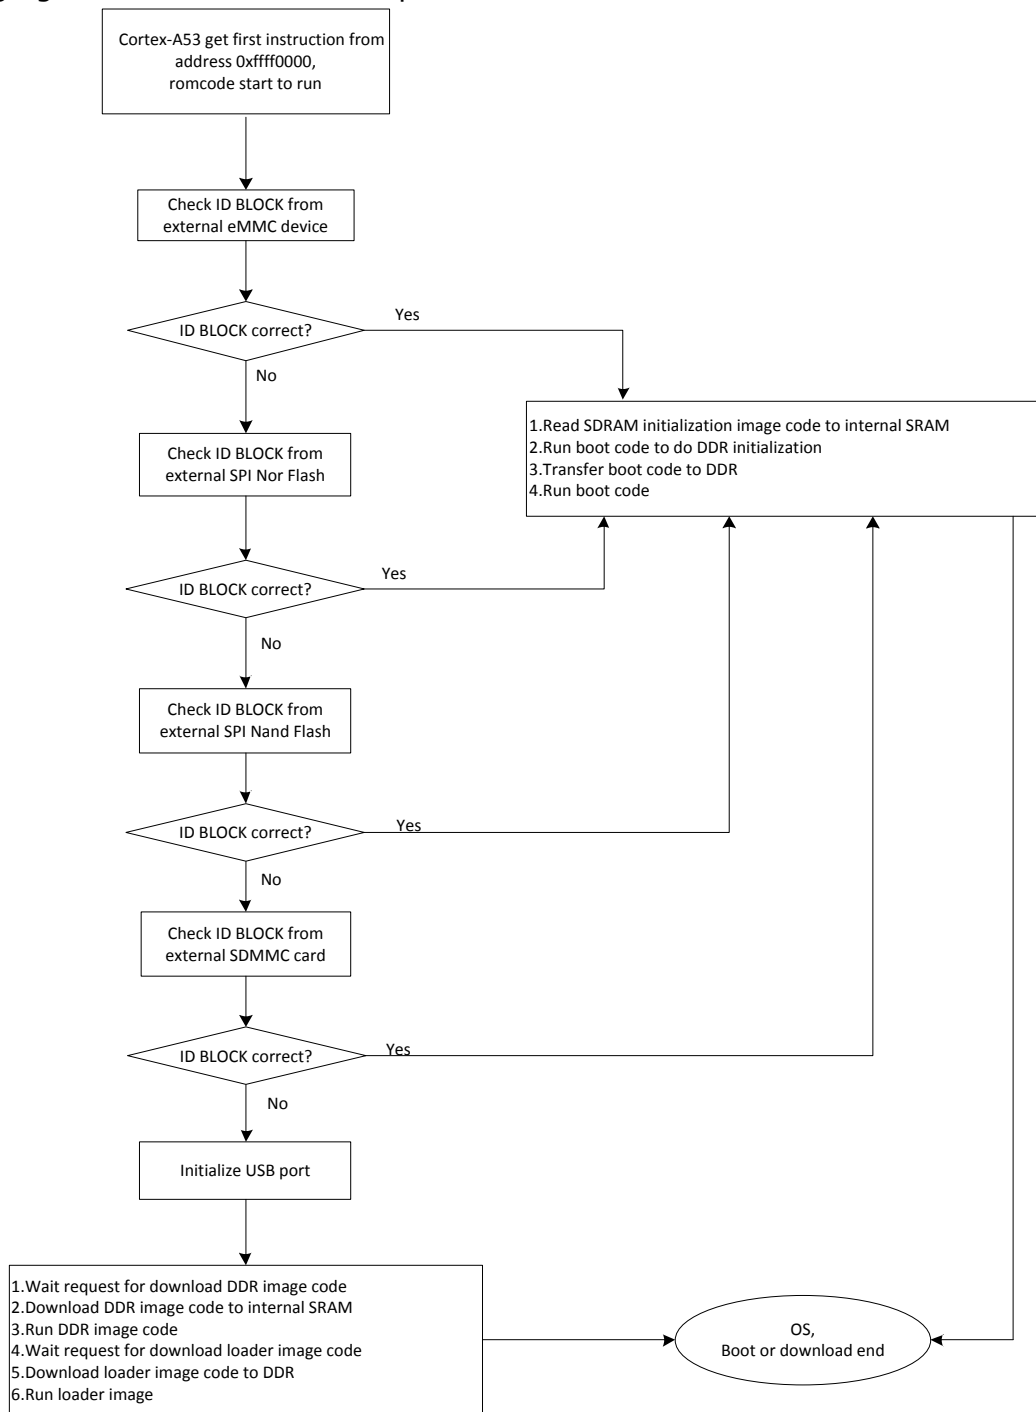 Cortex-A53 get first instruction from
address 0xffff0000,
romcode start to run
Check ID BLOCK from
external eMMC device
ID BLOCK correct?
Yes
No
1.Read SDRAM initialization image code to internal SRAM
2.Run boot code to do DDR initialization
3.Transfer boot code to DDR
4.Run boot code
Check ID BLOCK from
external SPI Nor Flash
ID BLOCK correct?
Yes
No
Check ID BLOCK from
external SPI Nand Flash
ID BLOCK correct?
Yes
No
Check ID BLOCK from
external SDMMC card
ID BLOCK correct?
Yes
No
Initialize USB port
1.Wait request for download DDR image code
2.Download DDR image code to internal SRAM
3.Run DDR image code
4.Wait request for download loader image code
5.Download loader image code to DDR
6.Run loader image
OS,
Boot or download end